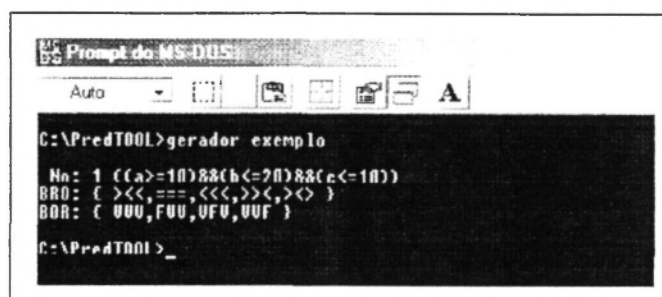 Prompt do MS-DOS
Auto A
C:\PredTOOL>gerador exemplo
No: 1 ((a>=10)&&(b<=20)&&(c<=10))
BRO: { ><<,===,<<<,>><,><> }
BOR: { VVV,FVV,VFV,VVF }
C:\PredTOOL>_